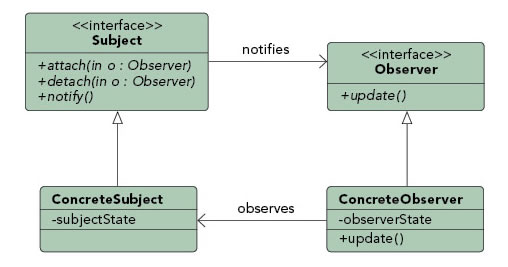 <<interface>>
Subject
+attach(in o : Observer)
+detach(in o : Observer)
+notify()
notifies
<<interface>>
Observer
+update()
ConcreteSubject
-subjectState
observes
ConcreteObserver
-observerState
+update()